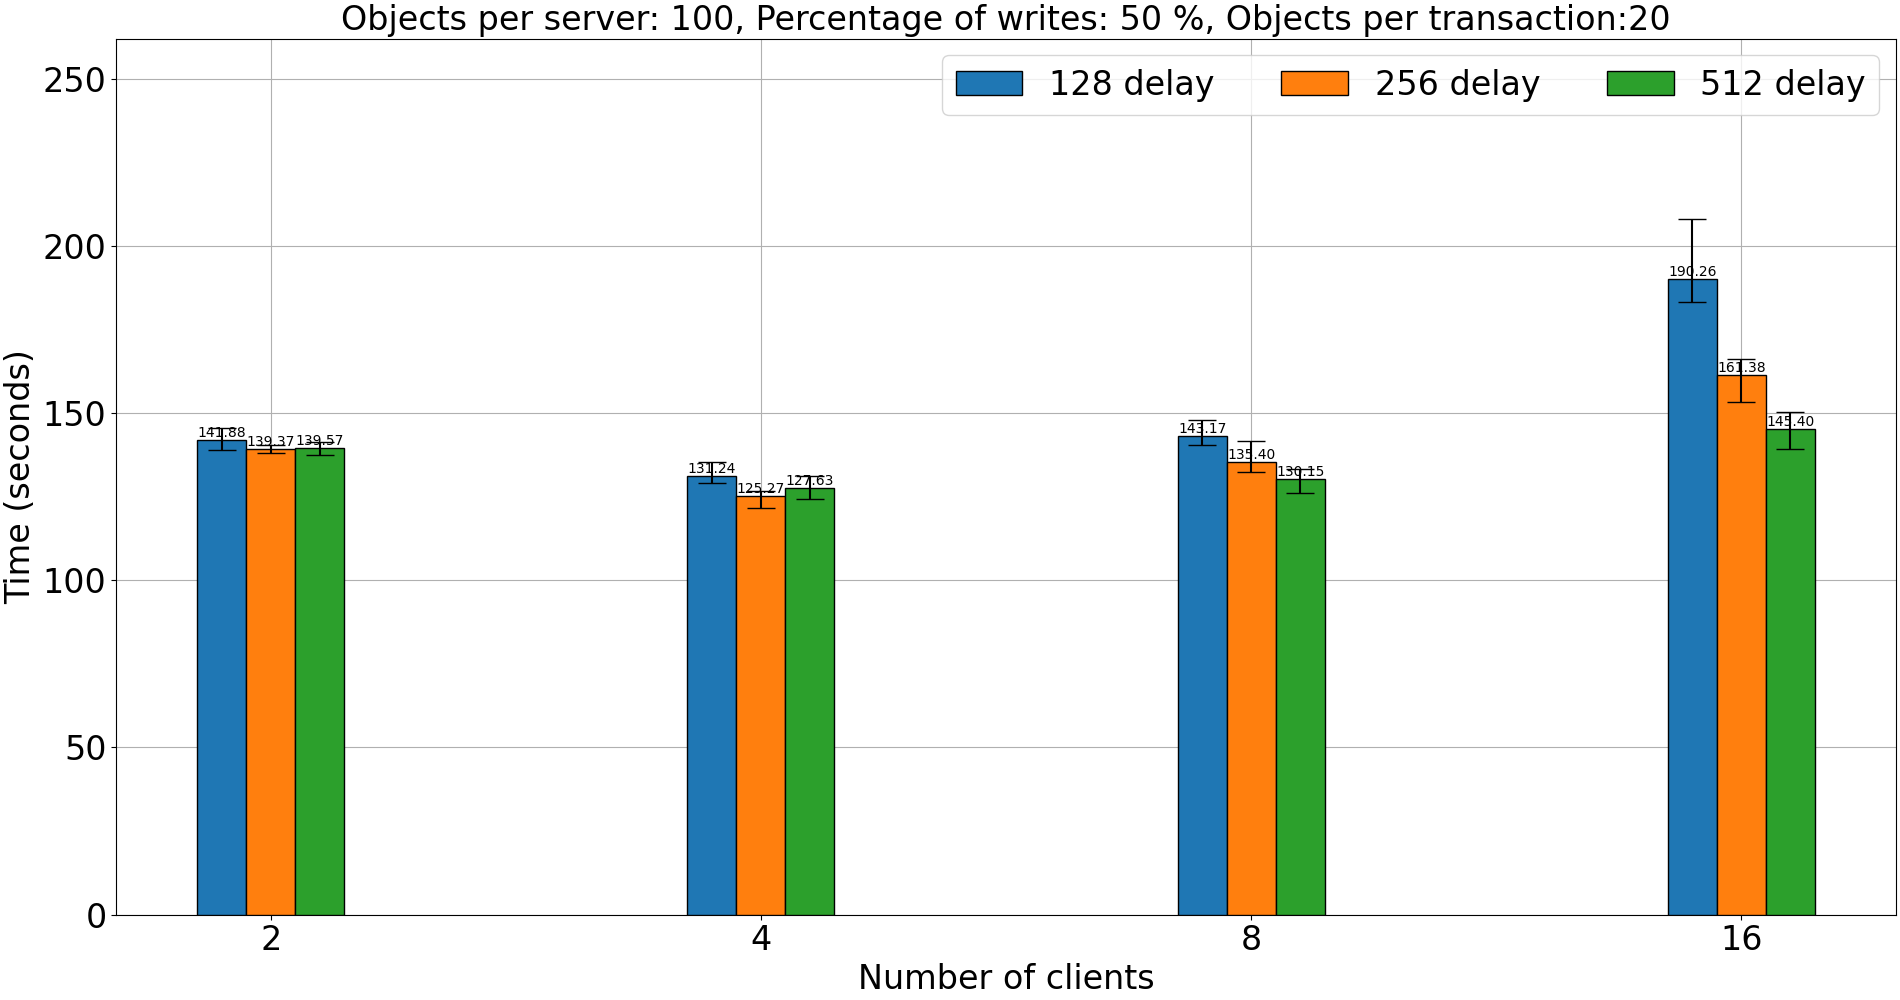 Objects per server: 100, Percentage of writes: 50 %, Objects per transaction:20
128 delay 256 delay 512 delay
250
200
150
100
50
0
Time (seconds)
141.88 139.37 139.57
131.24 125.27 127.63
143.17 135.40 130.15
190.26 161.38 145.40
2 4 8 16
Number of clients